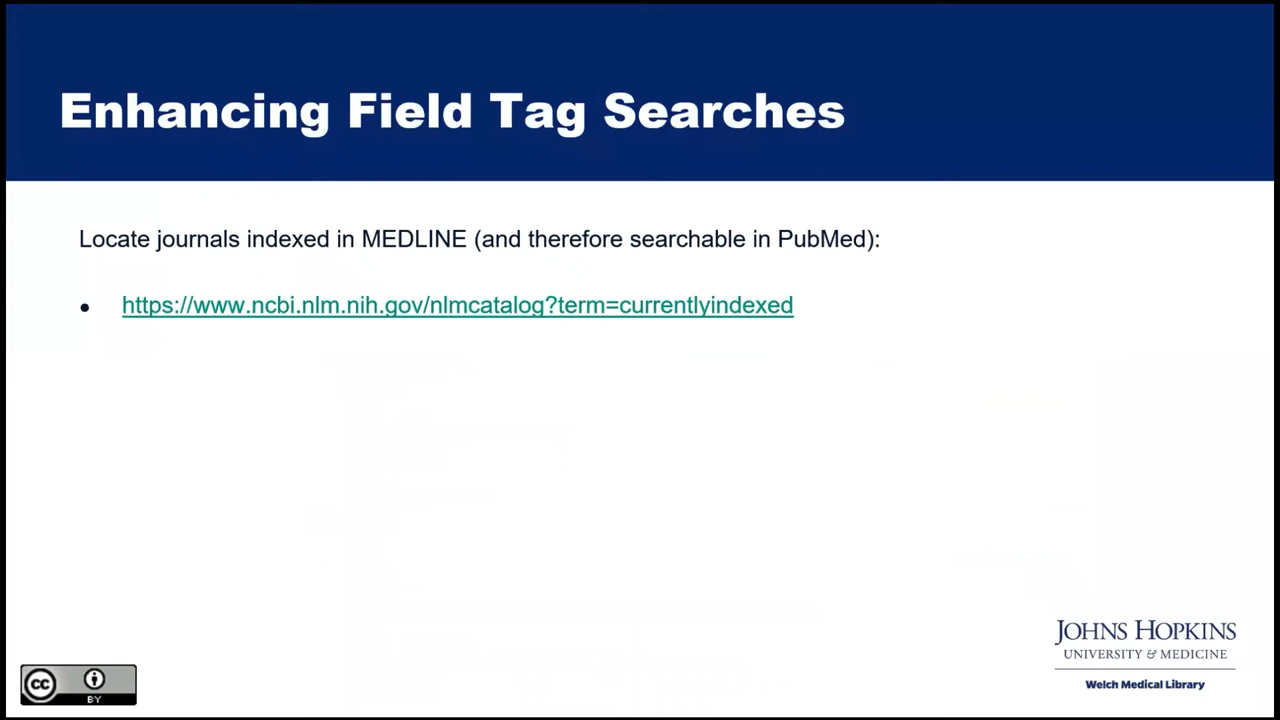 Enhancing Field Tag Searches
Locate journals indexed in MEDLINE (and therefore searchable in PubMed):
• https://www.ncbi.nlm.nih.gov/nlmcatalog?term=currentlyindexed
JOHNS HOPKINS
UNIVERSITY & MEDICINE
Welch Medical Library
cc
BY